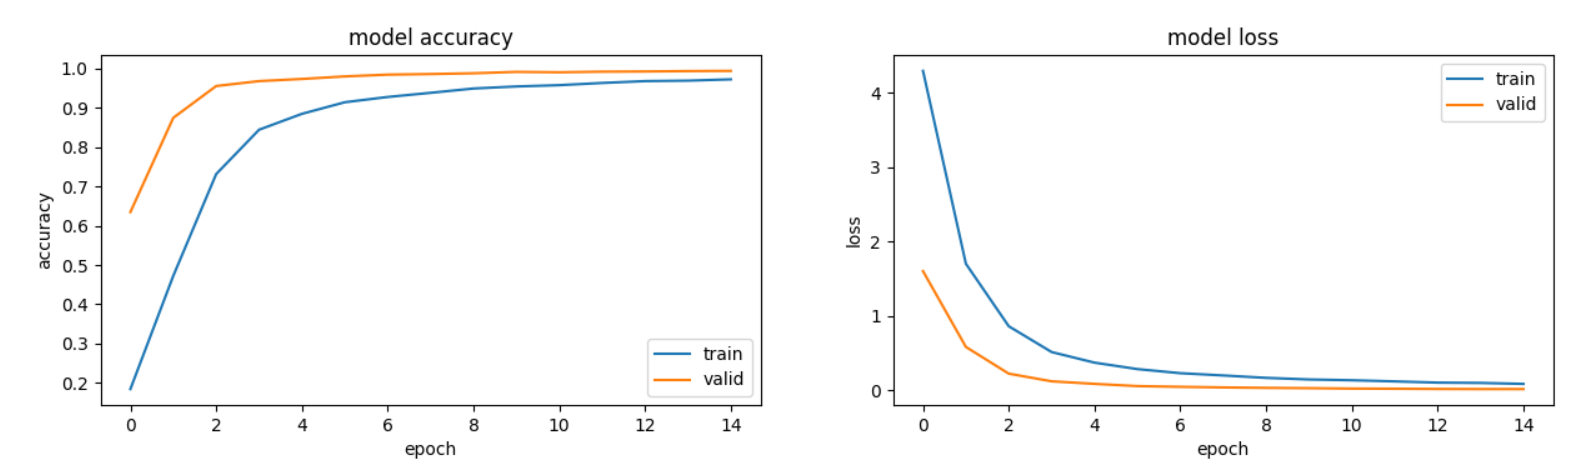 model accuracy
1.0
0.9
0.8
0.7
0.6
0.5
0.4
0.3
0.2
accuracy
train
valid
0 2 4 6 8 10 12 14
epoch
model loss
4
3
2
1
0
loss
train
valid
0 2 4 6 8 10 12 14
epoch